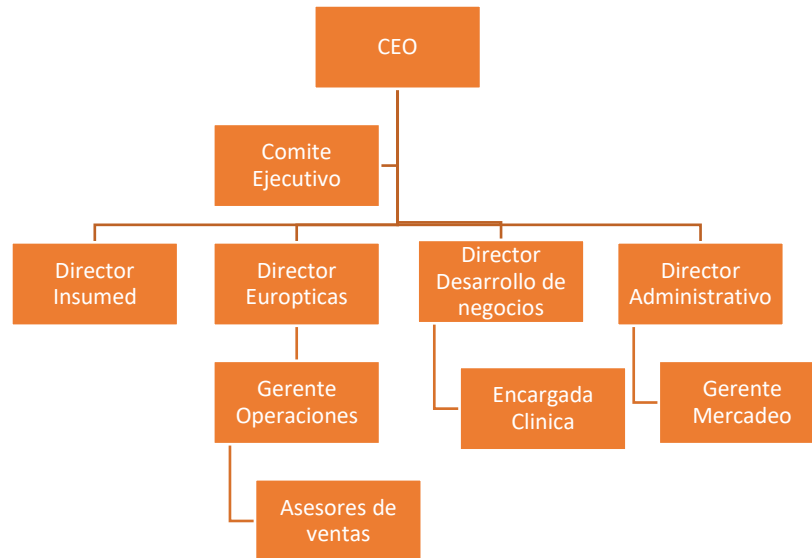 CEO
Comite
Ejecutivo
Director
Insumed
Director
Europticas
Director
Desarrollo de
negocios
Director
Administrativo
Gerente
Operaciones
Encargada
Clinica
Gerente
Mercadeo
Asesores de
ventas